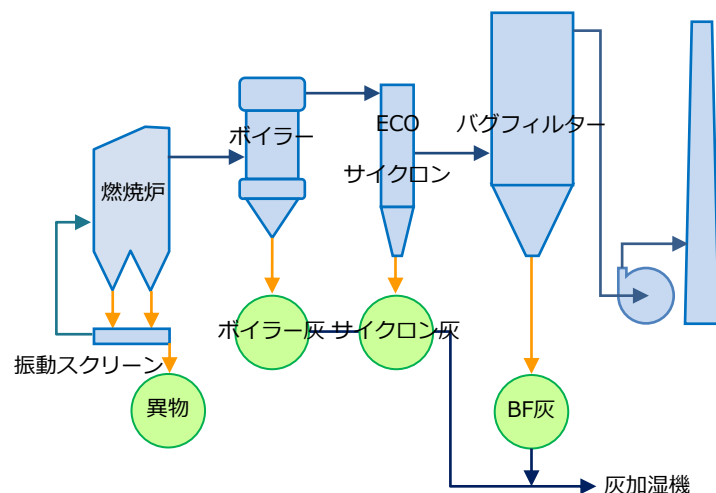 ECO
バグフィルター
ボイラー
サイクロン
燃焼炉
ボイラー灰
サイクロン灰
振動スクリーン
異物
BF灰
灰加湿機